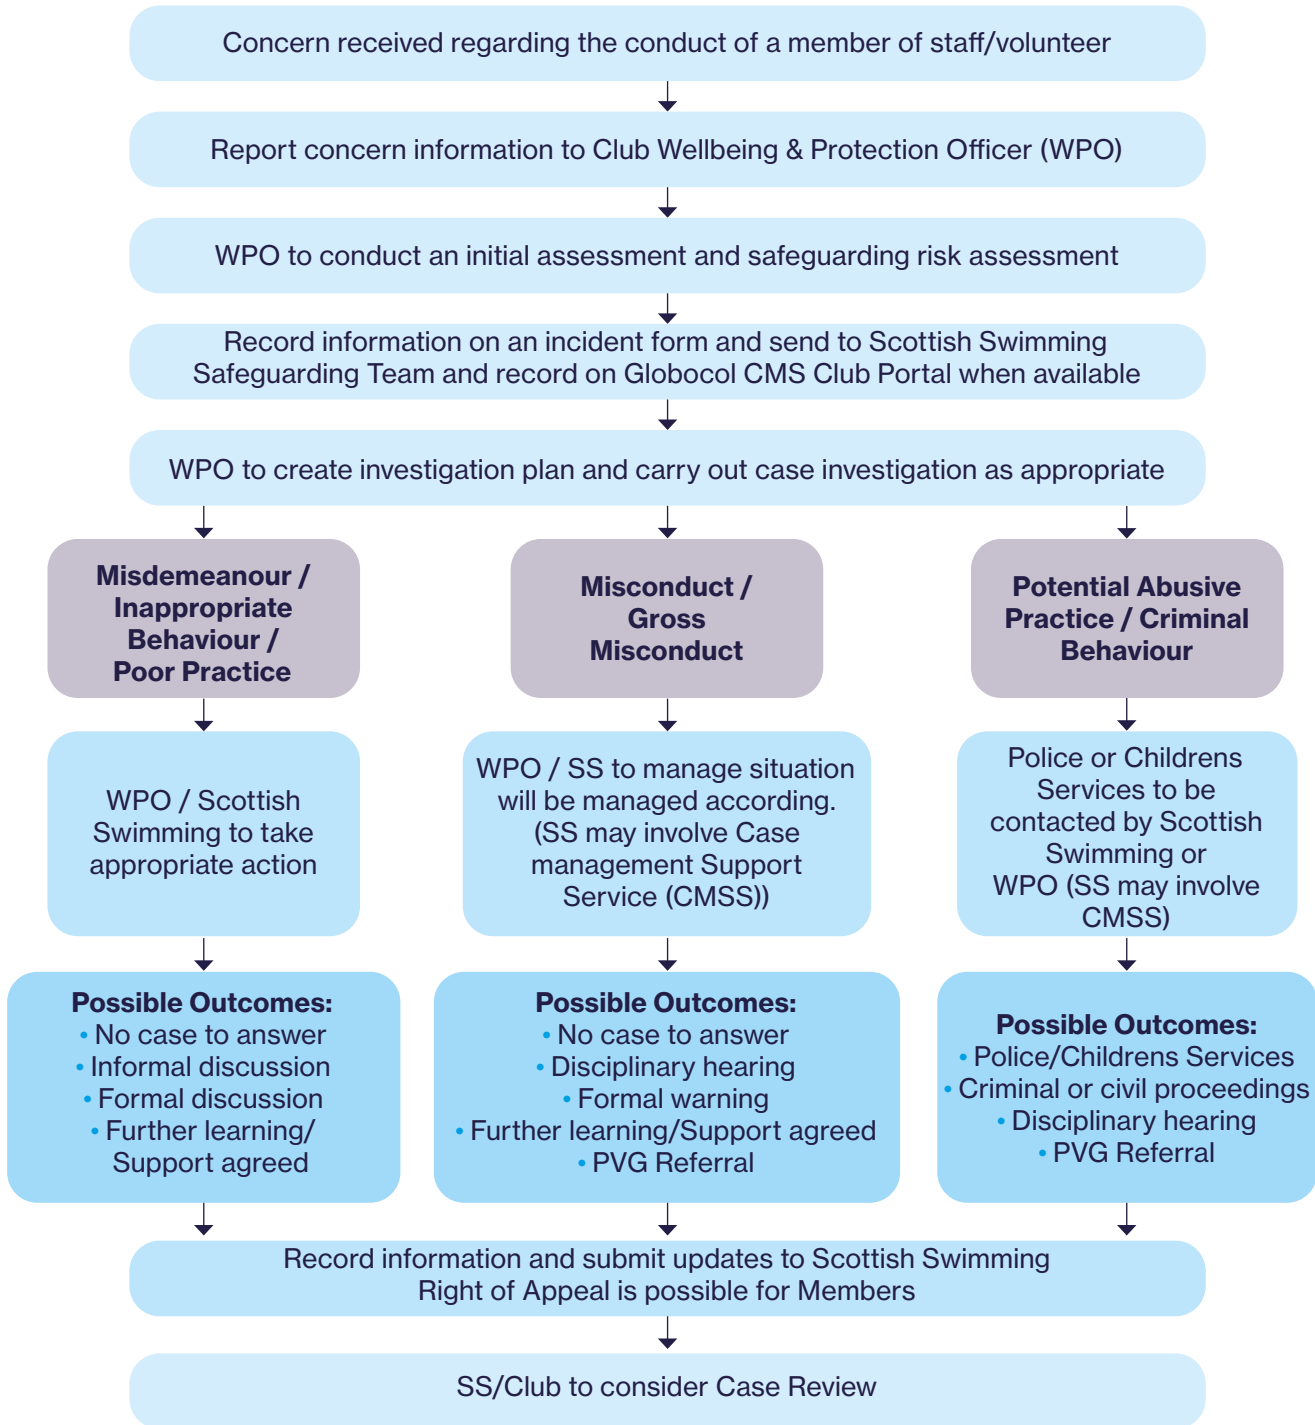 Concern received regarding the conduct of a member of staff/volunteer
Report concern information to Club Wellbeing & Protection Officer (WPO)
WPO to conduct an initial assessment and safeguarding risk assessment
Record information on an incident form and send to Scottish Swimming
Safeguarding Team and record on Globocol CMS Club Portal when available
WPO to create investigation plan and carry out case investigation as appropriate
Misdemeanour /
Inappropriate
Behaviour /
Poor Practice
WPO / Scottish
Swimming to take
appropriate action
Possible Outcomes:
• No case to answer
• Informal discussion
• Formal discussion
• Further learning/
Support agreed
Misconduct /
Gross
Misconduct
WPO / SS to manage situation
will be managed according.
(SS may involve Case
management Support
Service (CMSS))
Possible Outcomes:
• No case to answer
• Disciplinary hearing
• Formal warning
• Further learning/Support agreed
• PVG Referral
Potential Abusive
Practice / Criminal
Behaviour
Police or Childrens
Services to be
contacted by Scottish
Swimming or
WPO (SS may involve
CMSS)
Possible Outcomes:
• Police/Childrens Services
• Criminal or civil proceedings
• Disciplinary hearing
• PVG Referral
Record information and submit updates to Scottish Swimming
Right of Appeal is possible for Members
SS/Club to consider Case Review